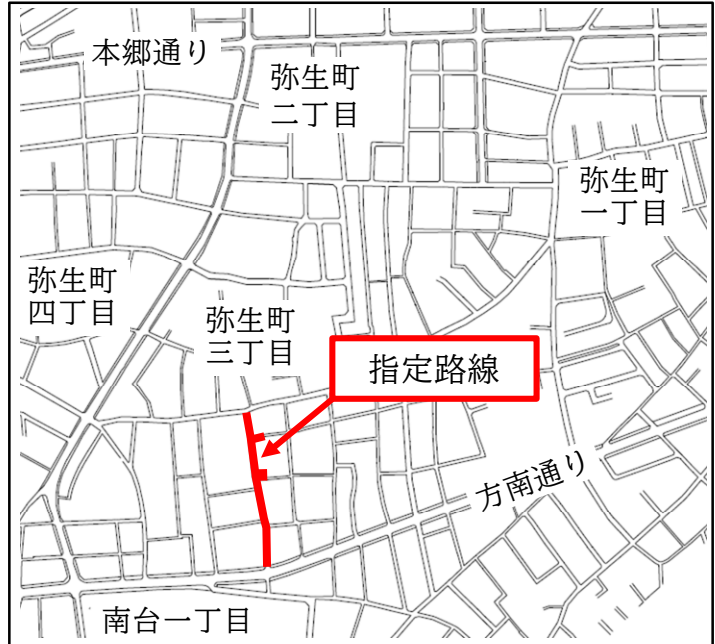 本郷通り
弥生町
二丁目
弥生町
一丁目
弥生町
四丁目
弥生町
三丁目
指定路線
方南通り
南台一丁目